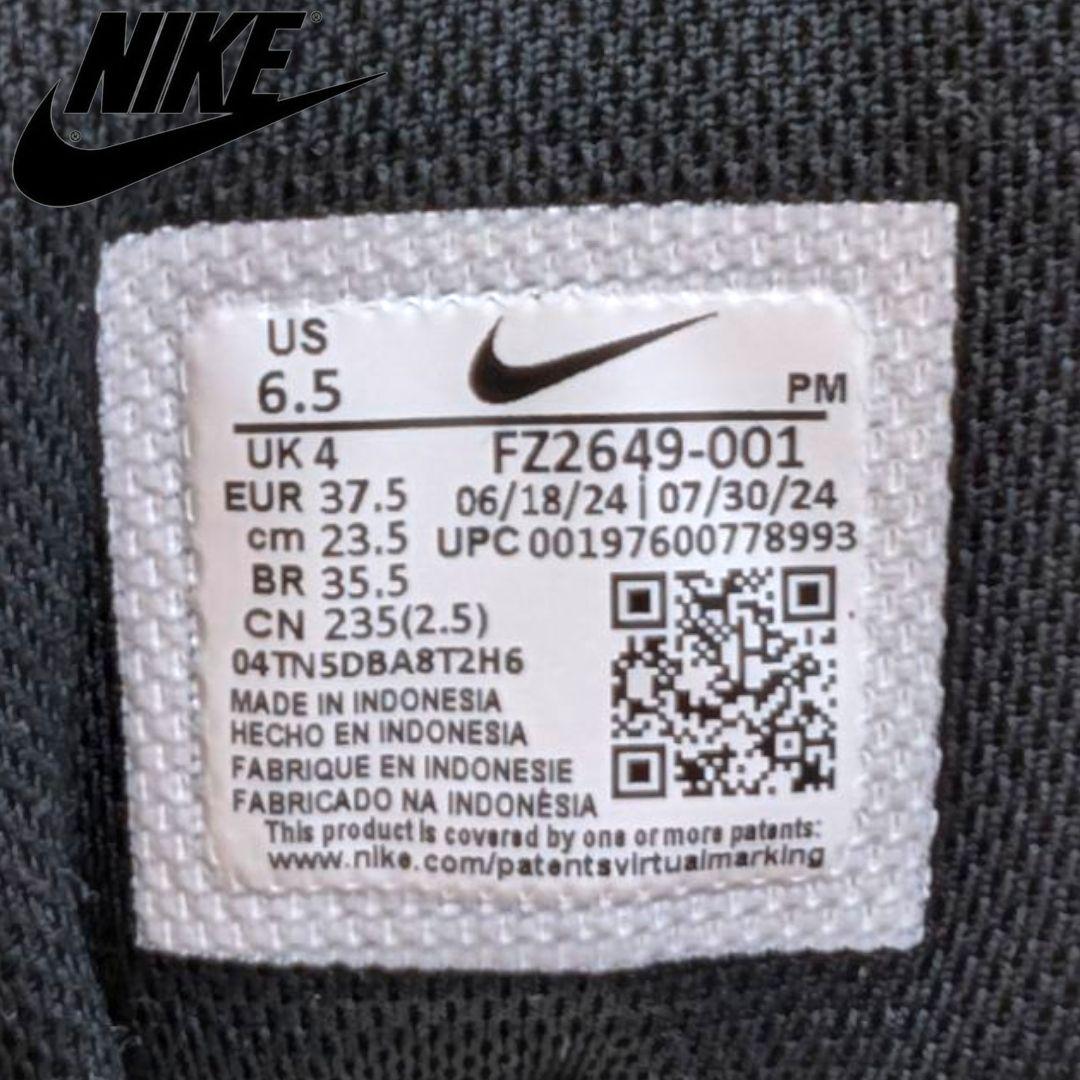 NIKE
US
6.5
PM
UK 4
FZ2649-001
EUR 37.5
06/18/24 | 07/30/24
cm 23.5
UPC 00197600778993
BR 35.5
CN 235(2.5)
04TN5DBA8T2H6
MADE IN INDONESIA
HECHO EN INDONESIA
FABRIQUE EN INDONESIE
FABRICADO NA INDONÉSIA
This product is covered by one or more patents:
www.nike.com/patentsvirtualmarking